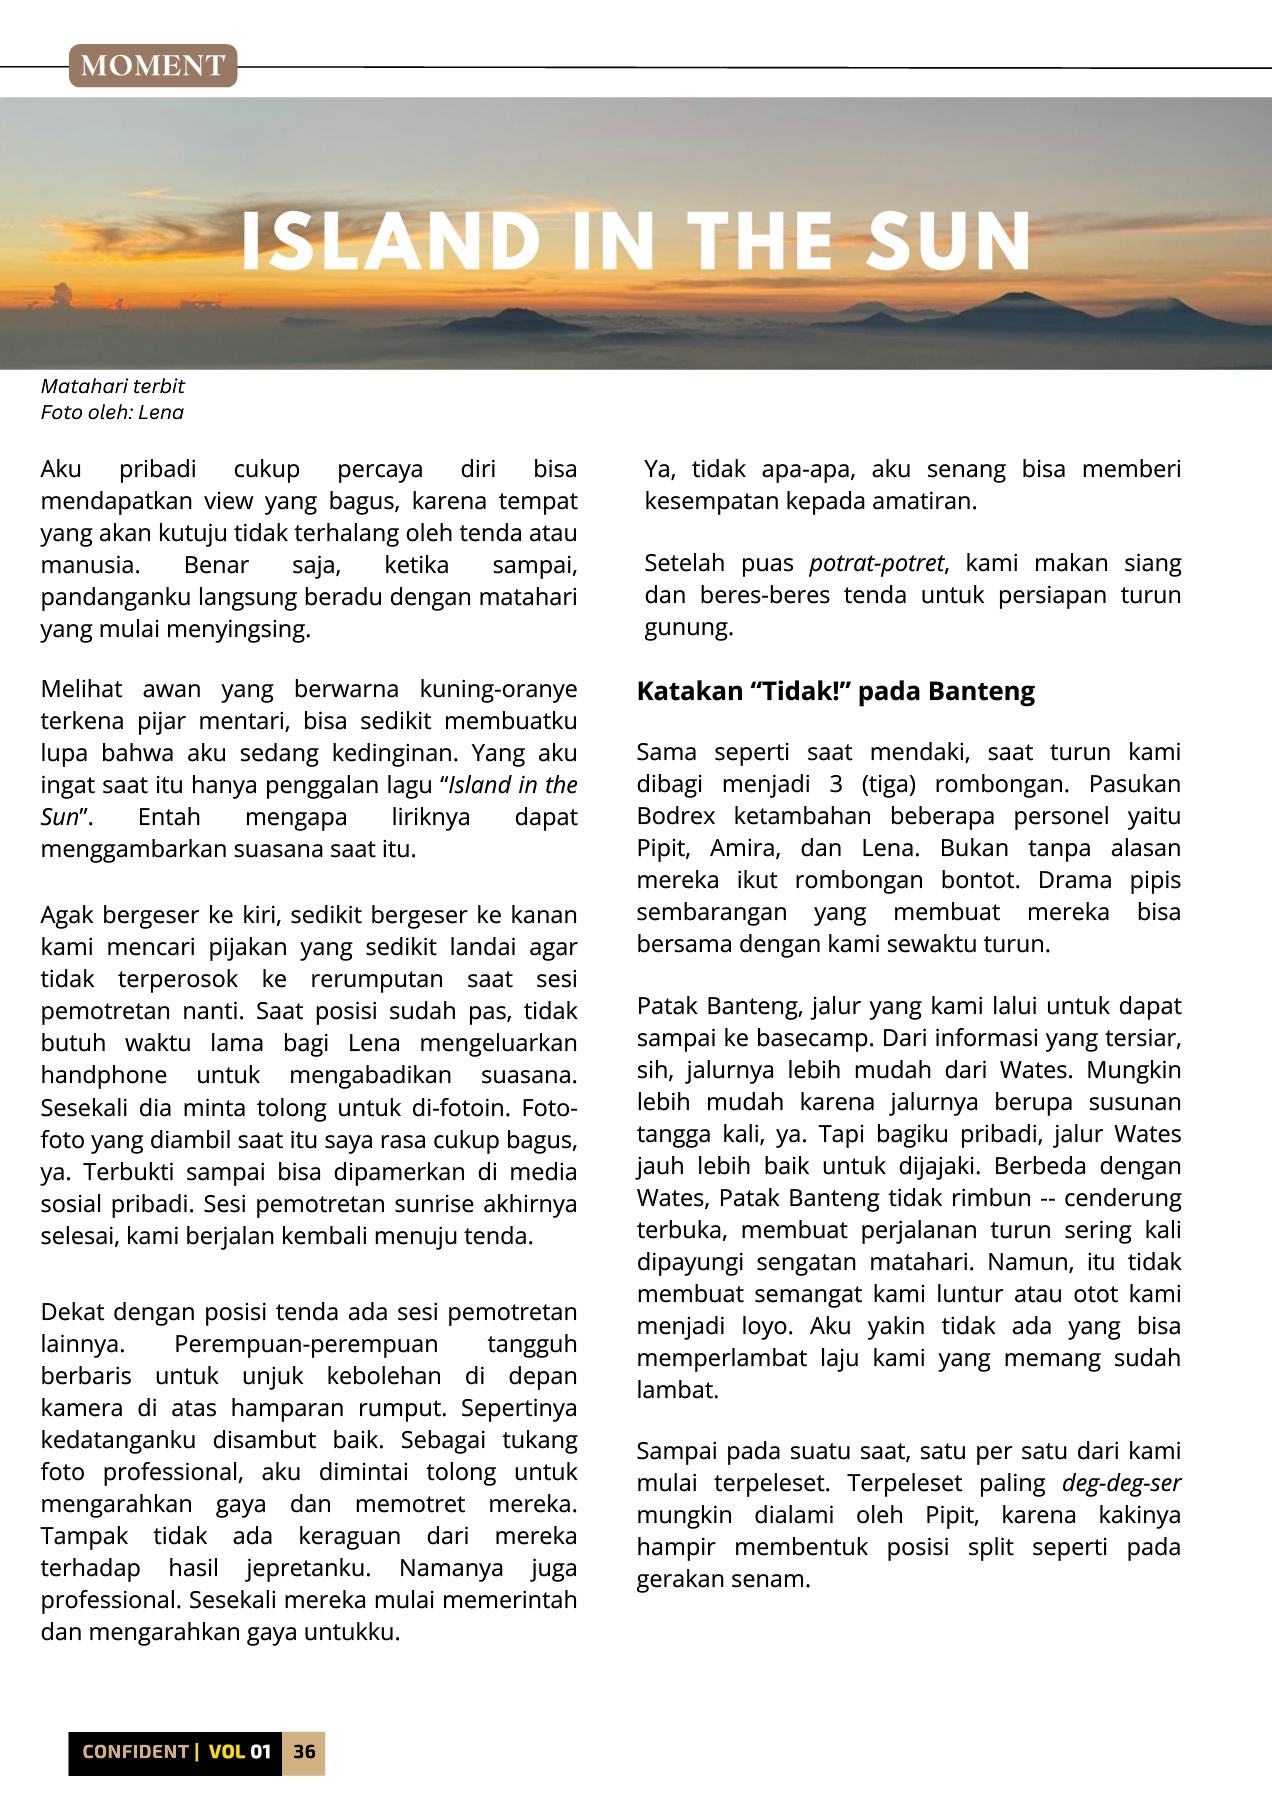 MOMENT
ISLAND IN THE SUN
Matahari terbit
Foto oleh: Lena
Aku pribadi cukup percaya diri bisa
mendapatkan view yang bagus, karena tempat
yang akan kutuju tidak terhalang oleh tenda atau
manusia. Benar saja, ketika sampai,
pandanganku langsung beradu dengan matahari
yang mulai menyingsing.
Melihat awan yang berwarna kuning-oranye
terkena pijar mentari, bisa sedikit membuatku
lupa bahwa aku sedang kedinginan. Yang aku
ingat saat itu hanya penggalan lagu “Island in the
Sun”. Entah mengapa liriknya dapat
menggambarkan suasana saat itu.
Agak bergeser ke kiri, sedikit bergeser ke kanan
kami mencari pijakan yang sedikit landai agar
tidak terperosok ke rerumputan saat sesi
pemotretan nanti. Saat posisi sudah pas, tidak
butuh waktu lama bagi Lena mengeluarkan
handphone untuk mengabadikan suasana.
Sesekali dia minta tolong untuk di-fotoin. Foto-
foto yang diambil saat itu saya rasa cukup bagus,
ya. Terbukti sampai bisa dipamerkan di media
sosial pribadi. Sesi pemotretan sunrise akhirnya
selesai, kami berjalan kembali menuju tenda.
Dekat dengan posisi tenda ada sesi pemotretan
lainnya. Perempuan-perempuan tangguh
berbaris untuk unjuk kebolehan di depan
kamera di atas hamparan rumput. Sepertinya
kedatanganku disambut baik. Sebagai tukang
foto professional, aku dimintai tolong untuk
mengarahkan gaya dan memotret mereka.
Tampak tidak ada keraguan dari mereka
terhadap hasil jepretanku. Namanya juga
professional. Sesekali mereka mulai memerintah
dan mengarahkan gaya untukku.
Ya, tidak apa-apa, aku senang bisa memberi
kesempatan kepada amatiran.
Setelah puas potrat-potret, kami makan siang
dan beres-beres tenda untuk persiapan turun
gunung.
Katakan “Tidak!” pada Banteng
Sama seperti saat mendaki, saat turun kami
dibagi menjadi 3 (tiga) rombongan. Pasukan
Bodrex ketambahan beberapa personel yaitu
Pipit, Amira, dan Lena. Bukan tanpa alasan
mereka ikut rombongan bontot. Drama pipis
sembarangan yang membuat mereka bisa
bersama dengan kami sewaktu turun.
Patak Banteng, jalur yang kami lalui untuk dapat
sampai ke basecamp. Dari informasi yang tersiar,
sih, jalurnya lebih mudah dari Wates. Mungkin
lebih mudah karena jalurnya berupa susunan
tangga kali, ya. Tapi bagiku pribadi, jalur Wates
jauh lebih baik untuk dijajaki. Berbeda dengan
Wates, Patak Banteng tidak rimbun -- cenderung
terbuka, membuat perjalanan turun sering kali
dipayungi sengatan matahari. Namun, itu tidak
membuat semangat kami luntur atau otot kami
menjadi loyo. Aku yakin tidak ada yang bisa
memperlambat laju kami yang memang sudah
lambat.
Sampai pada suatu saat, satu per satu dari kami
mulai terpeleset. Terpeleset paling deg-deg-ser
mungkin dialami oleh Pipit, karena kakinya
hampir membentuk posisi split seperti pada
gerakan senam.
CONFIDENT | VOL 01 36